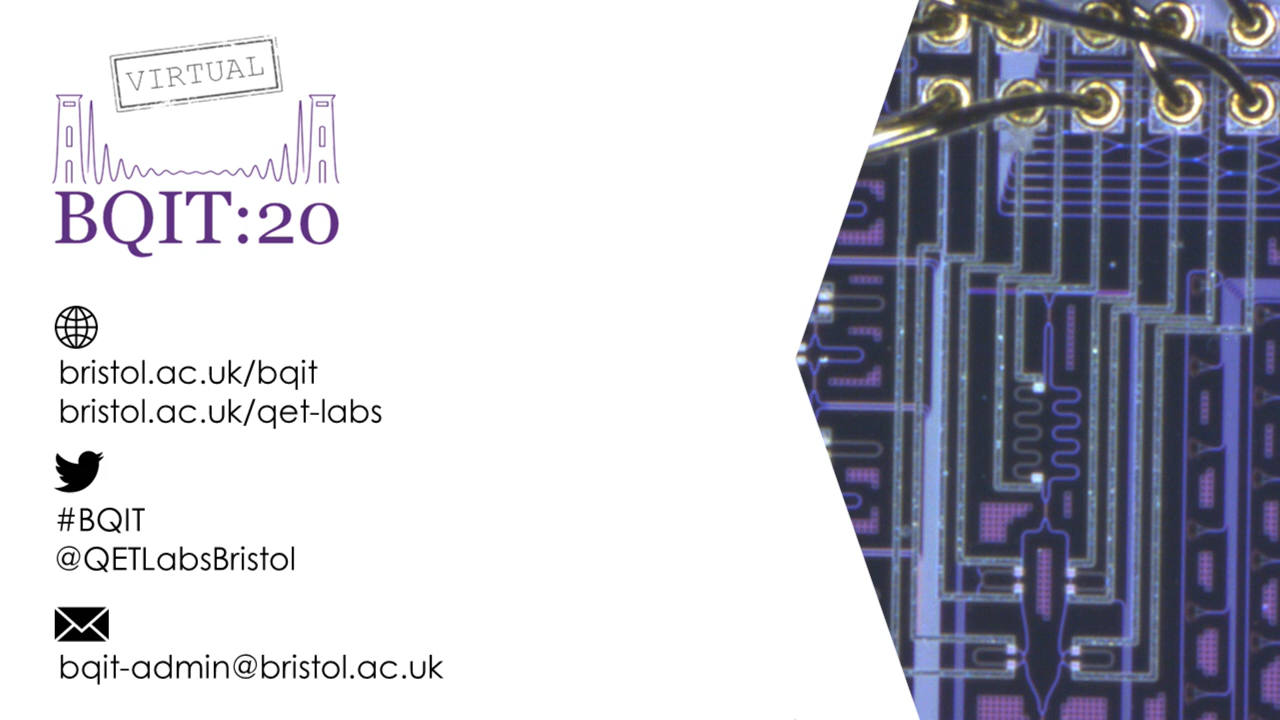 VIRTUAL
BQIT:20
bristol.ac.uk/bqit
bristol.ac.uk/qet-labs
#BQIT
@QETLabsBristol
bqit-admin@bristol.ac.uk